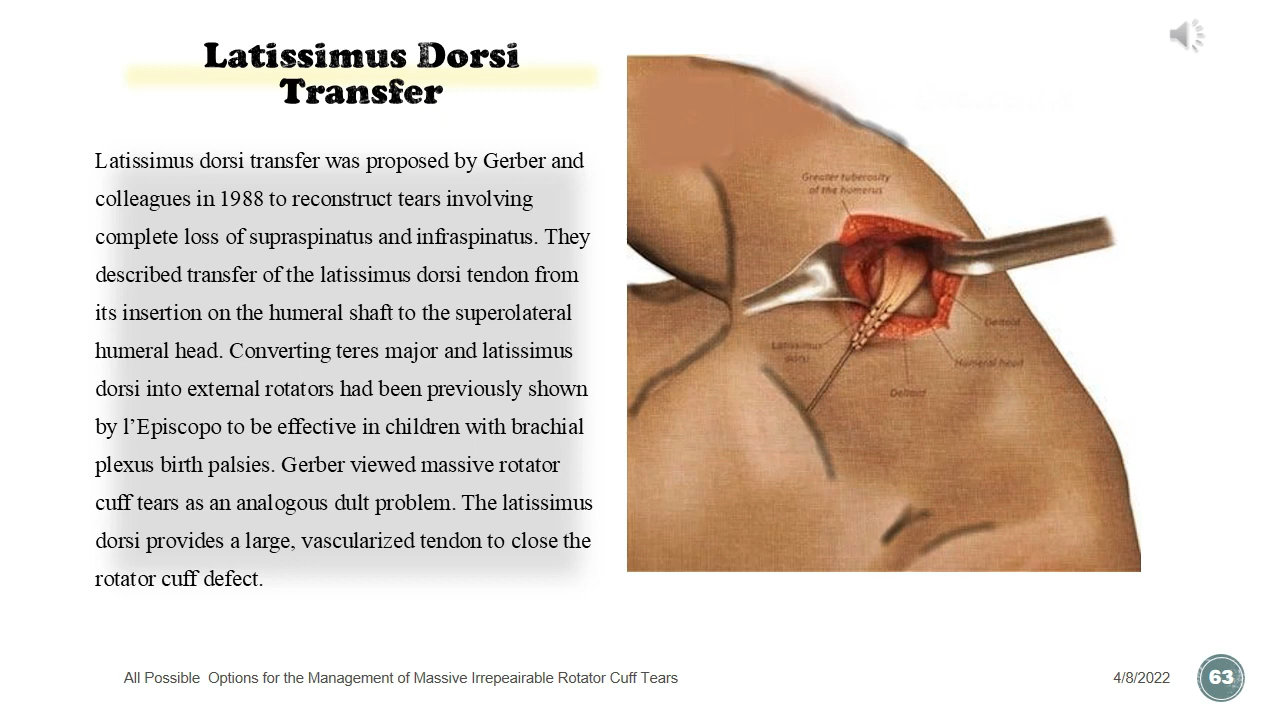 Latissimus Dorsi
Transfer
Latissimus dorsi transfer was proposed by Gerber and
colleagues in 1988 to reconstruct tears involving
complete loss of supraspinatus and infraspinatus. They
described transfer of the latissimus dorsi tendon from
its insertion on the humeral shaft to the superolateral
humeral head. Converting teres major and latissimus
dorsi into external rotators had been previously shown
by l’Episcopo to be effective in children with brachial
plexus birth palsies. Gerber viewed massive rotator
cuff tears as an analogous dult problem. The latissimus
dorsi provides a large, vascularized tendon to close the
rotator cuff defect.
Greater tuberosity
of the humerus
Deltoid
Latissimus
dorsi
Humeral head
Deltoid
All Possible  Options for the Management of Massive Irrepeairable Rotator Cuff Tears
4/8/2022
63